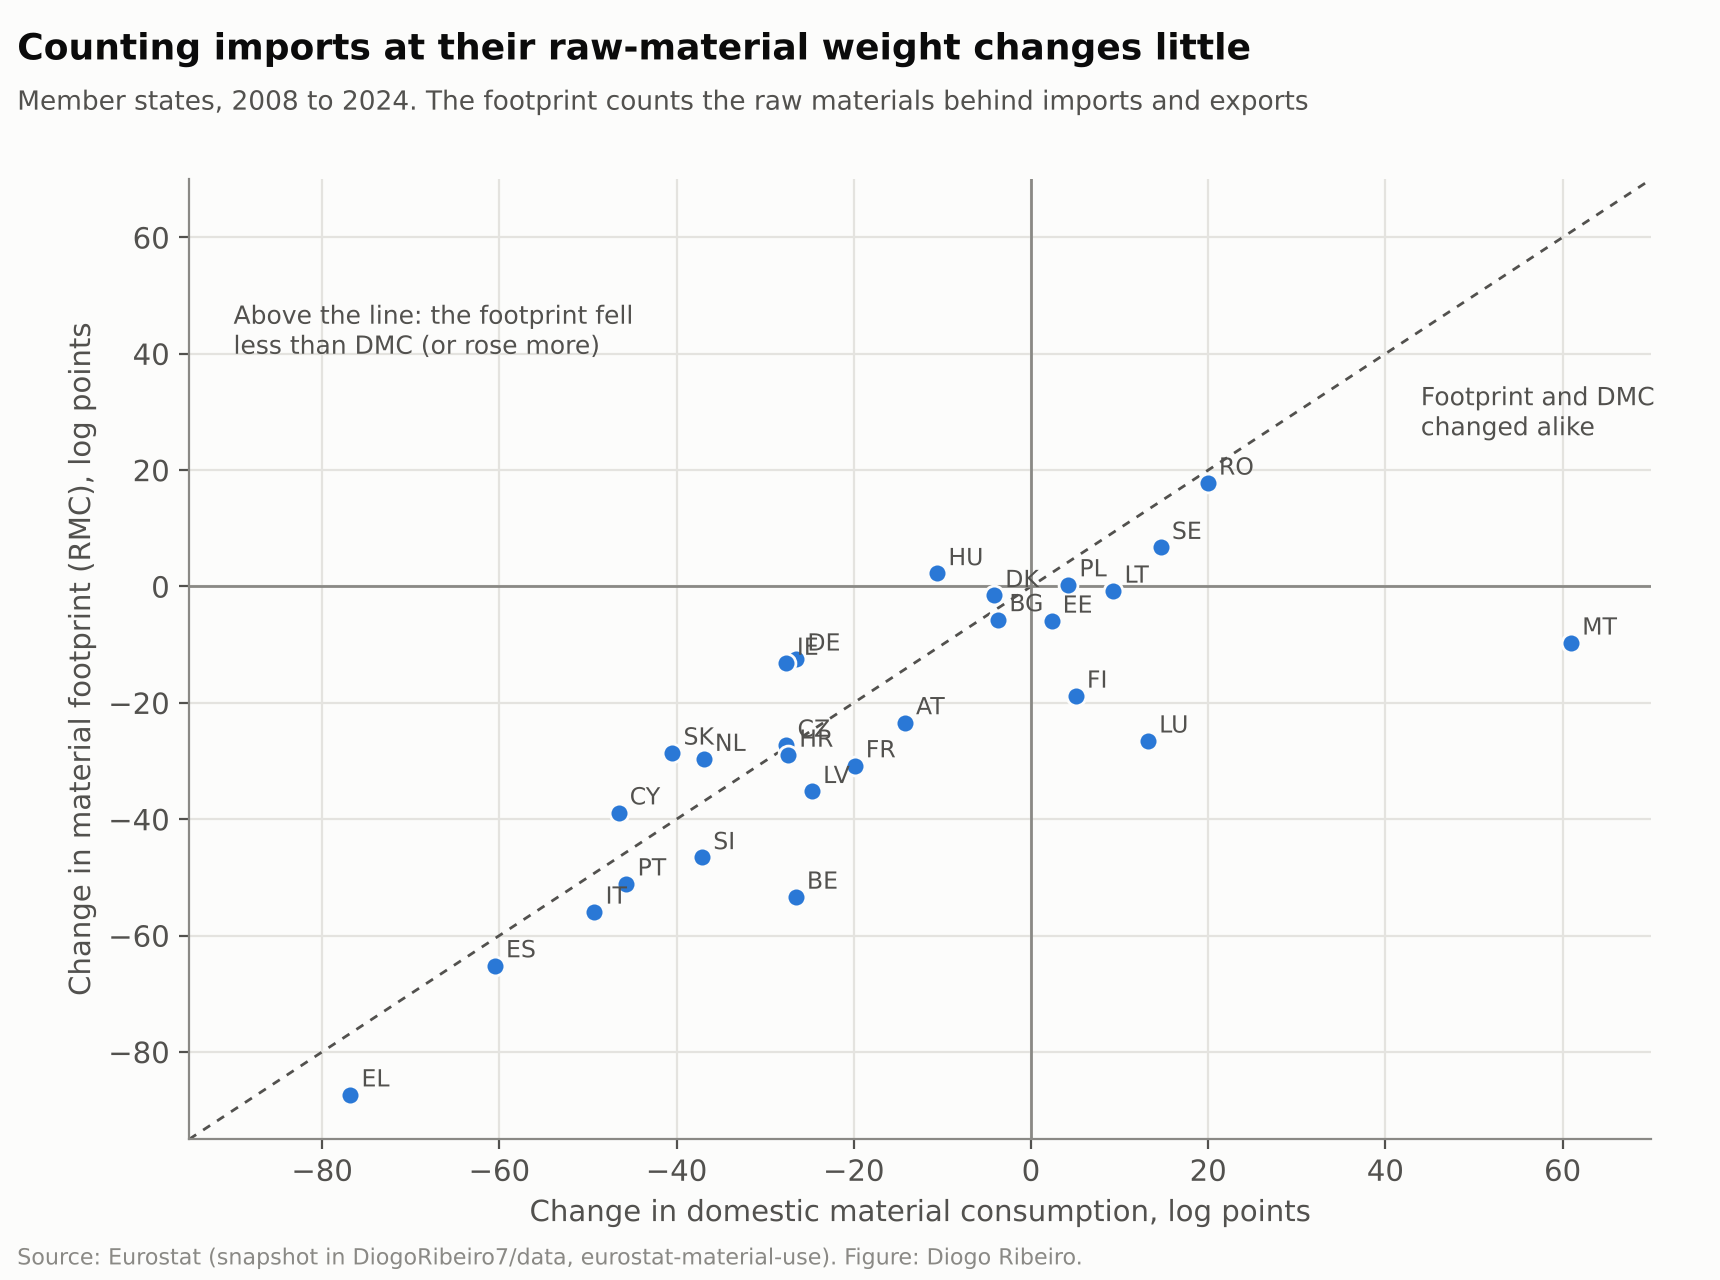 Counting imports at their raw-material weight changes little
Member states, 2008 to 2024. The footprint counts the raw materials behind imports and exports
Change in material footprint (RMC), log points
60
40
20
0
−20
−40
−60
−80
Above the line: the footprint fell
less than DMC (or rose more)
Footprint and DMC
changed alike
RO
SE
HU
PL
LT
DK
BG
EE
MT
DE
IE
FI
AT
LU
CZ
HR
SK
NL
FR
LV
CY
SI
PT
BE
IT
ES
EL
−80
−60
−40
−20
0
20
40
60
Change in domestic material consumption, log points
Source: Eurostat (snapshot in DiogoRibeiro7/data, eurostat-material-use). Figure: Diogo Ribeiro.